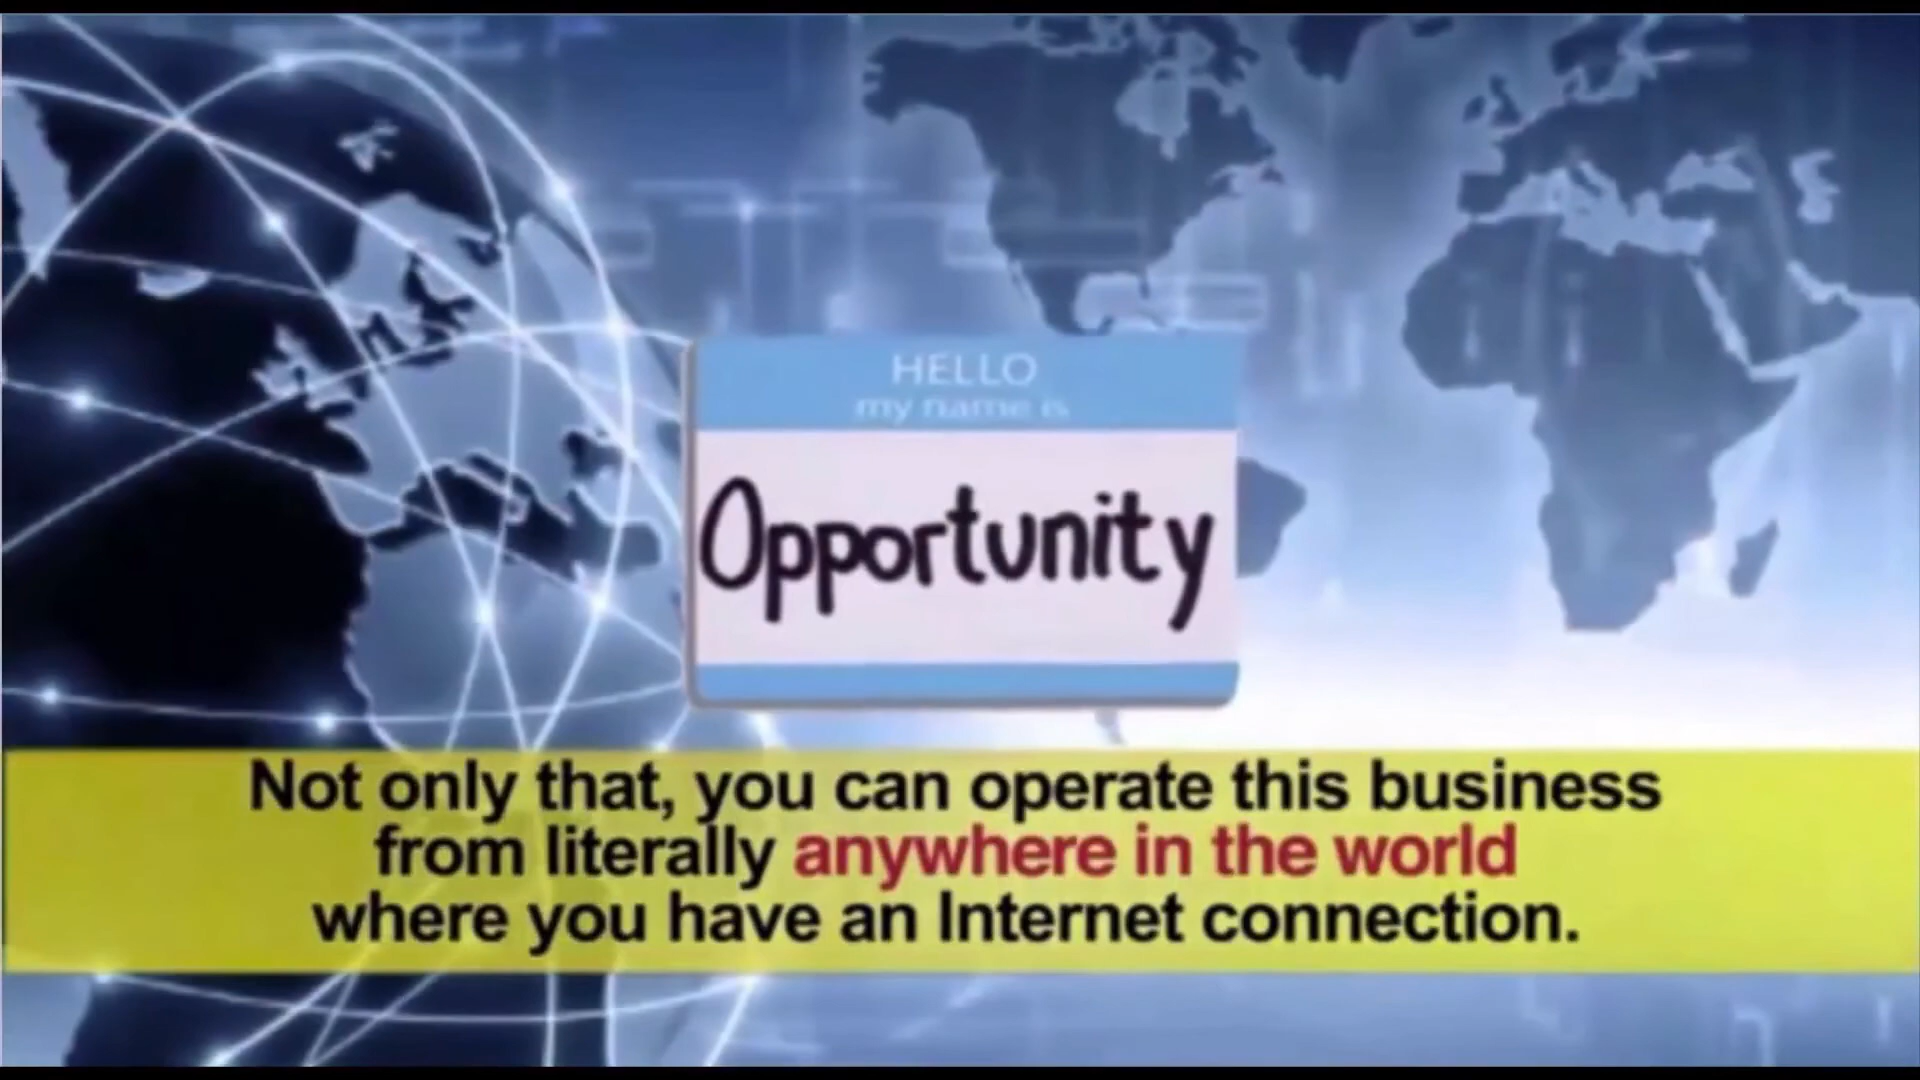 HELLO
my name is
Opportunity
Not only that, you can operate this business
from literally anywhere in the world
where you have an Internet connection.